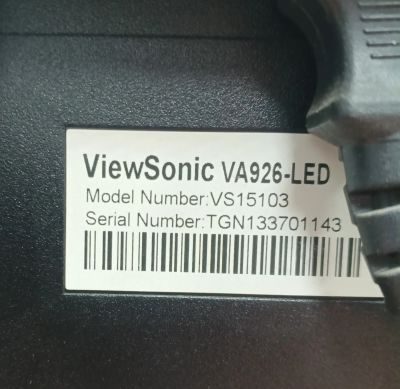 ViewSonic VA926-LED
Model Number:VS15103
Serial Number:TGN133701143